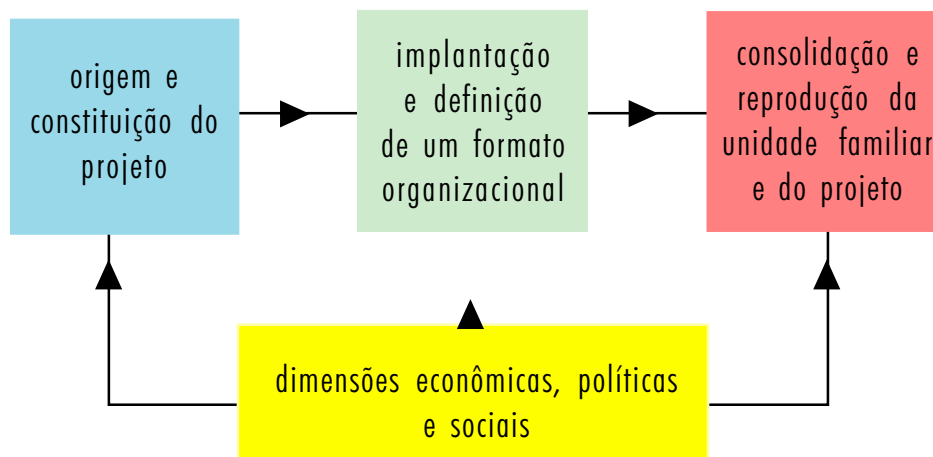 origem e
constituição do
projeto
implantação
e definição
de um formato
organizacional
consolidação e
reprodução da
unidade familiar
e do projeto
dimensões econômicas, políticas
e sociais